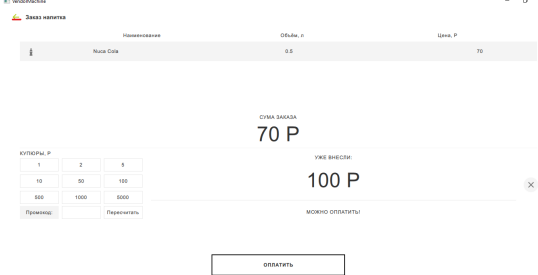 VendorMachine
Заказ напитка
Наименование Объём, л Цена, Р
Nuca Cola 0.5 70
СУМА ЗАКАЗА
70 Р
КУПЮРЫ, Р
1 2 5
10 50 100
500 1000 5000
Промокод: Пересчитать
УЖЕ ВНЕСЛИ:
100 Р
МОЖНО ОПЛАТИТЬ!
ОПЛАТИТЬ